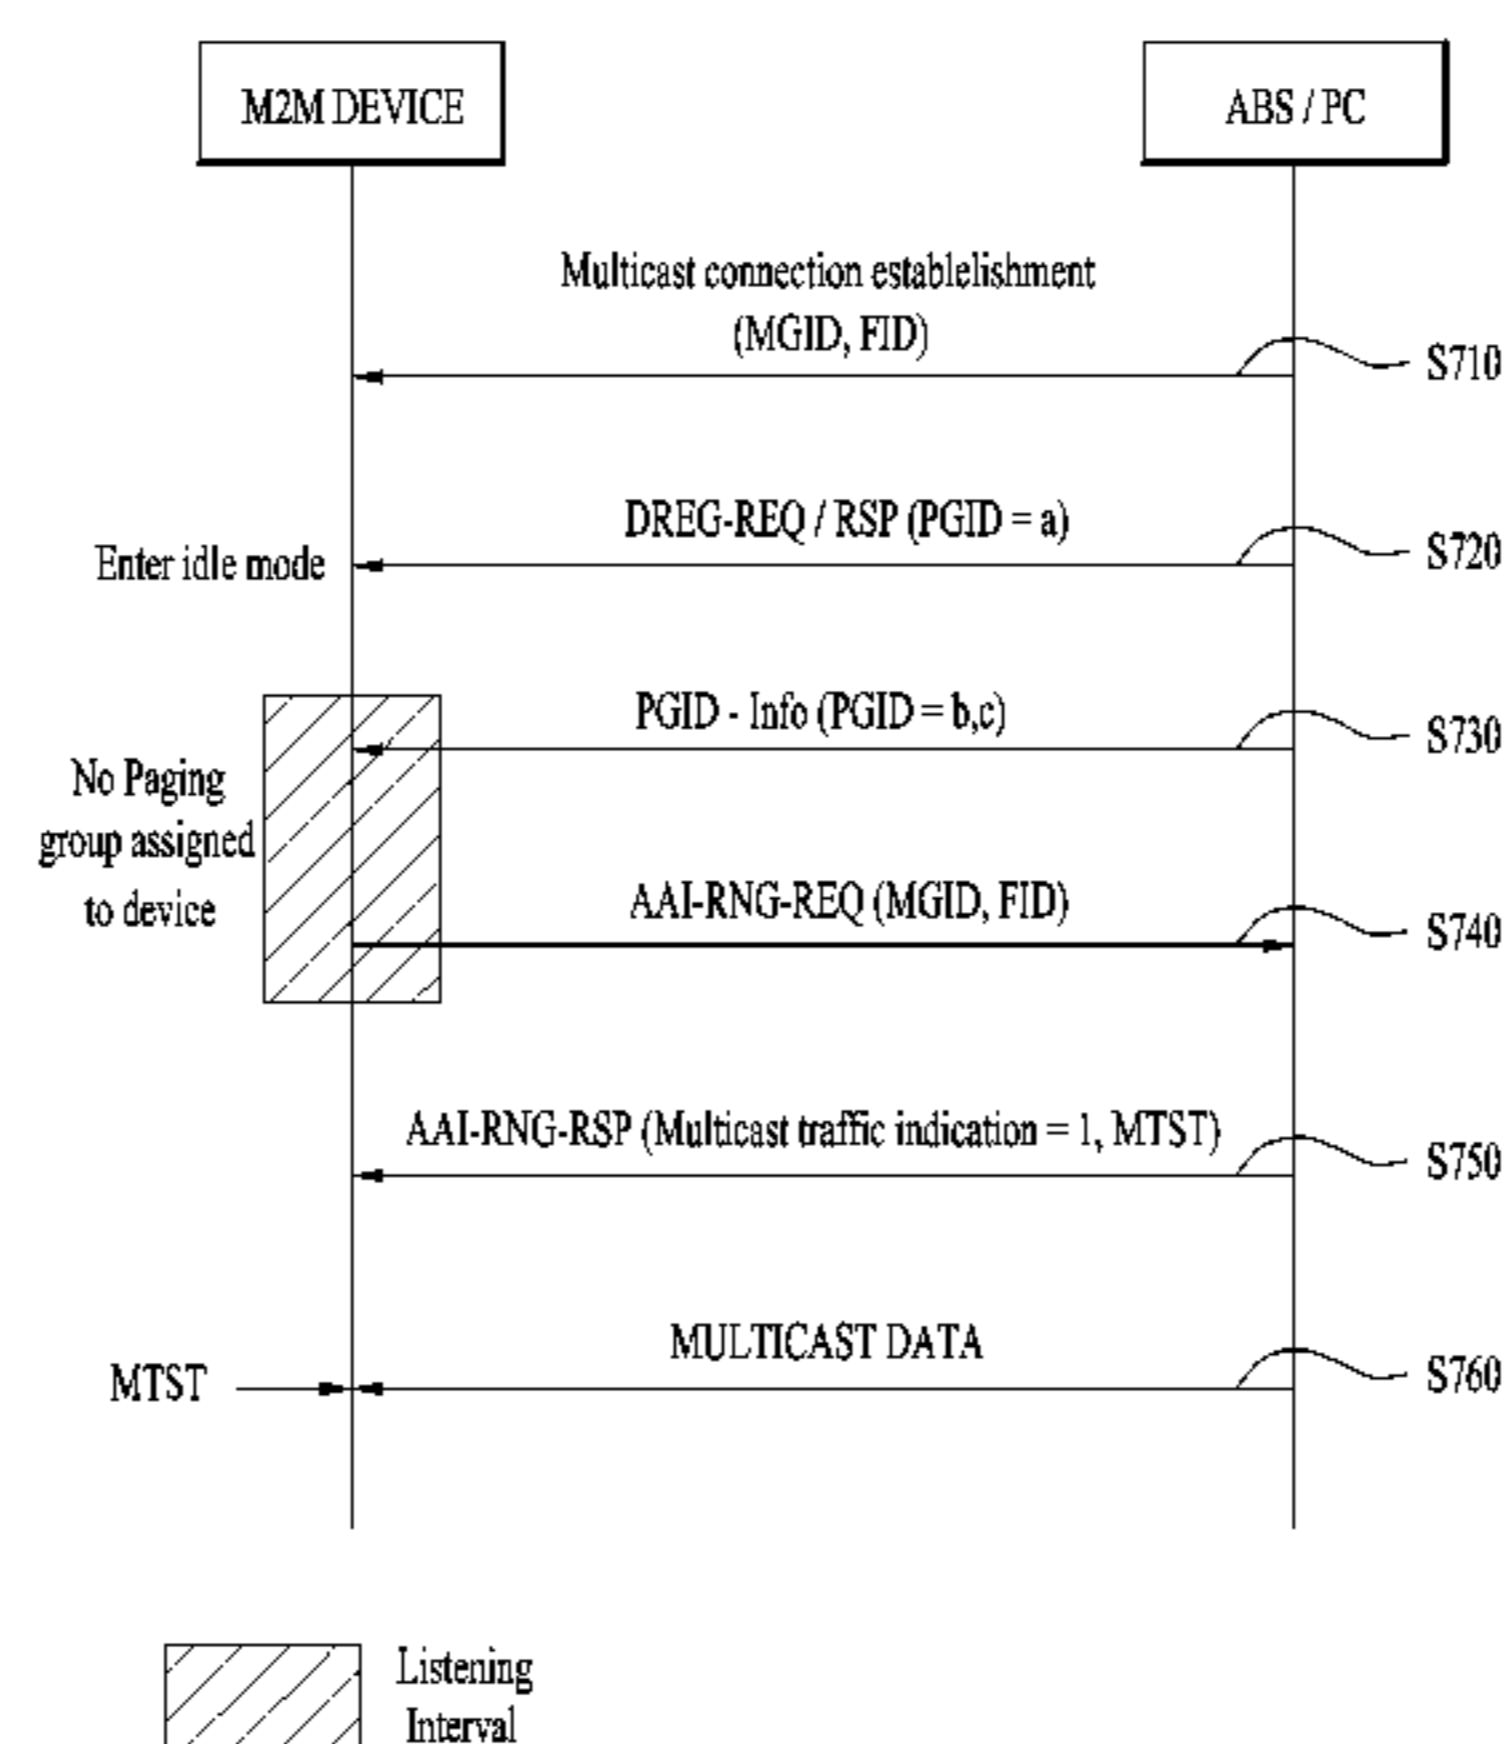 M2M DEVICE
ABS / PC
Multicast connection establelishment
(MGID, FID)
S710
DREG-REQ / RSP (PGID = a)
S720
Enter idle mode
PGID - Info (PGID = b,c)
S730
No Paging
group assigned
to device
AAI-RNG-REQ (MGID, FID)
S740
AAI-RNG-RSP (Multicast traffic indication = 1, MTST)
S750
MULTICAST DATA
S760
MTST
Listening
Interval